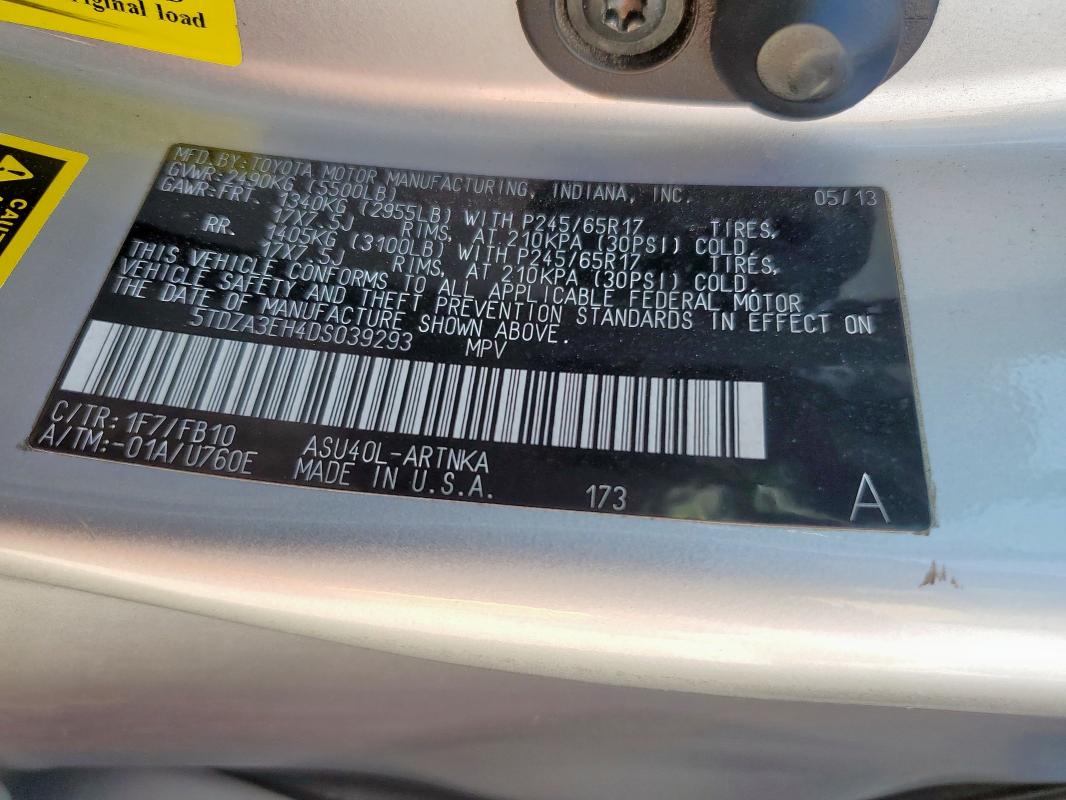 riginal load
CAUT
MFD. BY: TOYOTA MOTOR MANUFACTURING, INDIANA, INC. 05/13
GVWR: 2490KG (5500LB)
GAWR-FRT. 1340KG (2955LB) WITH P245/65R17 TIRES,
17X7.5J RIMS, AT 210KPA (30PSI) COLD.
RR. 1405KG (3100LB) WITH P245/65R17 TIRES,
17X7.5J RIMS, AT 210KPA (30PSI) COLD.
THIS VEHICLE CONFORMS TO ALL APPLICABLE FEDERAL MOTOR
VEHICLE SAFETY AND THEFT PREVENTION STANDARDS IN EFFECT ON
THE DATE OF MANUFACTURE SHOWN ABOVE.
5TDZA3EH4DS039293 MPV
C/TR: 1F7/FB10 ASU40L-ARTNKA
A/TM:-01A/U760E MADE IN U.S.A. 173 A